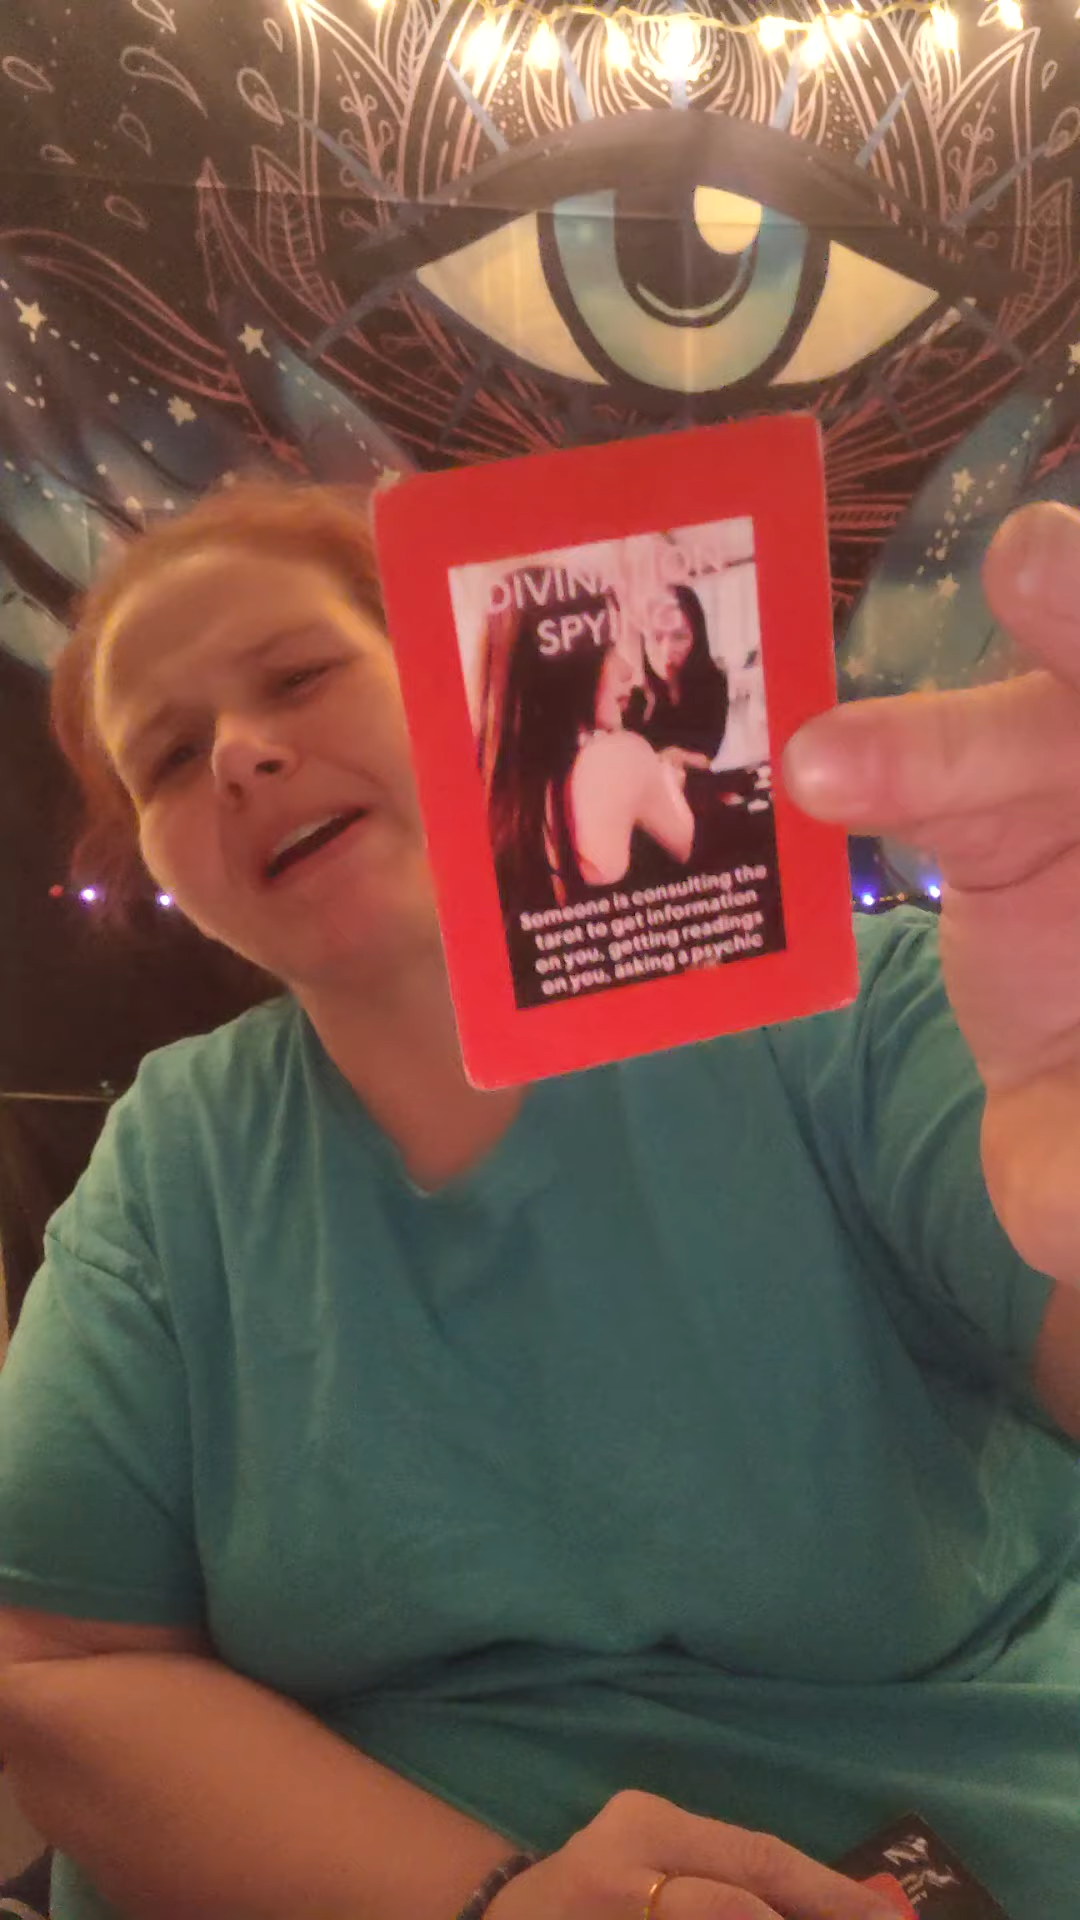 DIVINATION
SPYING
Someone is consulting the
tarot to get information
on you, getting readings
on you, asking a psychic